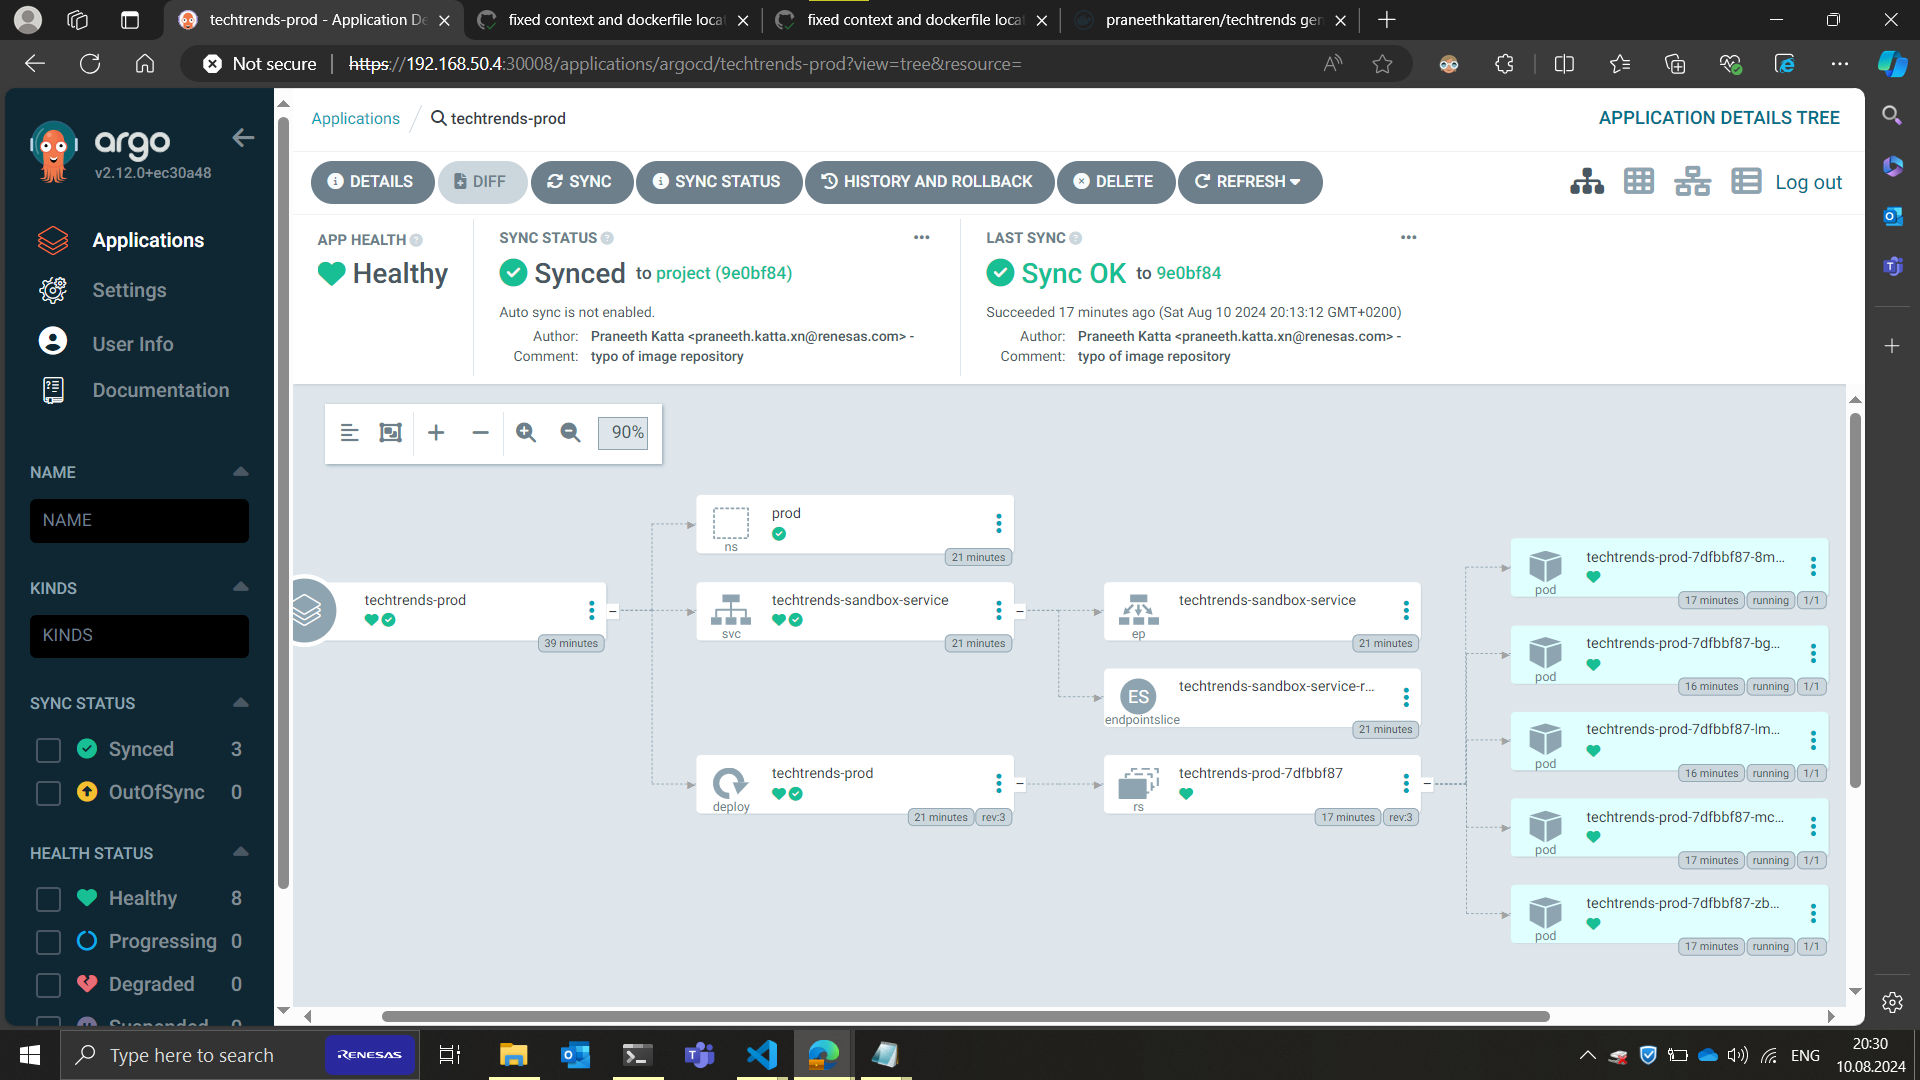 techtrends-prod - Application De
fixed context and dockerfile locat
fixed context and dockerfile locat
praneethkattaren/techtrends gen
Not secure
https://192.168.50.4:30008/applications/argocd/techtrends-prod?view=tree&resource=
argo
v2.12.0+ec30a48
Applications
Settings
User Info
Documentation
NAME
NAME
KINDS
KINDS
SYNC STATUS
Synced 3
OutOfSync 0
HEALTH STATUS
Healthy 8
Progressing 0
Degraded 0
Suspended 0
Applications / techtrends-prod
APPLICATION DETAILS TREE
DETAILS DIFF SYNC SYNC STATUS HISTORY AND ROLLBACK DELETE REFRESH
Log out
APP HEALTH
Healthy
SYNC STATUS
Synced to project (9e0bf84)
Auto sync is not enabled.
Author: Praneeth Katta <praneeth.katta.xn@renesas.com> -
Comment: typo of image repository
LAST SYNC
Sync OK to 9e0bf84
Succeeded 17 minutes ago (Sat Aug 10 2024 20:13:12 GMT+0200)
Author: Praneeth Katta <praneeth.katta.xn@renesas.com> -
Comment: typo of image repository
90%
techtrends-prod
39 minutes
prod
ns
21 minutes
techtrends-sandbox-service
svc
21 minutes
techtrends-prod
deploy
21 minutes rev:3
techtrends-sandbox-service
ep
21 minutes
ES
techtrends-sandbox-service-r...
endpointslice
21 minutes
techtrends-prod-7dfbbf87
rs
17 minutes rev:3
techtrends-prod-7dfbbf87-8m...
pod
17 minutes running 1/1
techtrends-prod-7dfbbf87-bg...
pod
16 minutes running 1/1
techtrends-prod-7dfbbf87-lm...
pod
16 minutes running 1/1
techtrends-prod-7dfbbf87-mc...
pod
17 minutes running 1/1
techtrends-prod-7dfbbf87-zb...
pod
17 minutes running 1/1
Type here to search
RENESAS
ENG
20:30
10.08.2024